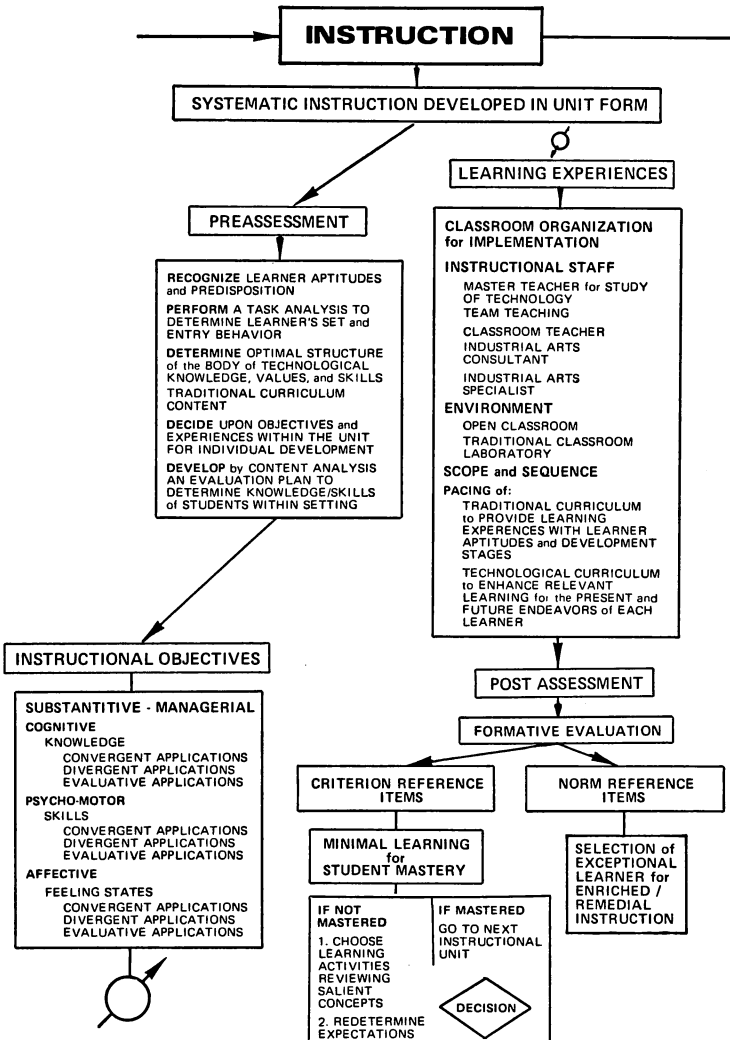 INSTRUCTION
SYSTEMATIC INSTRUCTION DEVELOPED IN UNIT FORM
PREASSESSMENT
RECOGNIZE LEARNER APTITUDES
and PREDISPOSITION
PERFORM A TASK ANALYSIS TO
DETERMINE LEARNER'S SET and
ENTRY BEHAVIOR
DETERMINE OPTIMAL STRUCTURE
of the BODY of TECHNOLOGICAL
KNOWLEDGE, VALUES, and SKILLS
TRADITIONAL CURRICULUM
CONTENT
DECIDE UPON OBJECTIVES and
EXPERIENCES WITHIN THE UNIT
FOR INDIVIDUAL DEVELOPMENT
DEVELOP by CONTENT ANALYSIS
AN EVALUATION PLAN TO
DETERMINE KNOWLEDGE/SKILLS
of STUDENTS WITHIN SETTING
INSTRUCTIONAL OBJECTIVES
SUBSTANTITIVE - MANAGERIAL
COGNITIVE
KNOWLEDGE
CONVERGENT APPLICATIONS
DIVERGENT APPLICATIONS
EVALUATIVE APPLICATIONS
PSYCHO-MOTOR
SKILLS
CONVERGENT APPLICATIONS
DIVERGENT APPLICATIONS
EVALUATIVE APPLICATIONS
AFFECTIVE
FEELING STATES
CONVERGENT APPLICATIONS
DIVERGENT APPLICATIONS
EVALUATIVE APPLICATIONS
LEARNING EXPERIENCES
CLASSROOM ORGANIZATION
for IMPLEMENTATION
INSTRUCTIONAL STAFF
MASTER TEACHER for STUDY
OF TECHNOLOGY
TEAM TEACHING
CLASSROOM TEACHER
INDUSTRIAL ARTS
CONSULTANT
INDUSTRIAL ARTS
SPECIALIST
ENVIRONMENT
OPEN CLASSROOM
TRADITIONAL CLASSROOM
LABORATORY
SCOPE and SEQUENCE
PACING of:
TRADITIONAL CURRICULUM
to PROVIDE LEARNING
EXPERENCES WITH LEARNER
APTITUDES and DEVELOPMENT
STAGES
TECHNOLOGICAL CURRICULUM
to ENHANCE RELEVANT
LEARNING for the PRESENT and
FUTURE ENDEAVORS of EACH
LEARNER
POST ASSESSMENT
FORMATIVE EVALUATION
CRITERION REFERENCE
ITEMS
MINIMAL LEARNING
for
STUDENT MASTERY
IF NOT
MASTERED
1. CHOOSE
LEARNING
ACTIVITIES
REVIEWING
SALIENT
CONCEPTS
2. REDETERMINE
EXPECTATIONS
IF MASTERED
GO TO NEXT
INSTRUCTIONAL
UNIT
DECISION
NORM REFERENCE
ITEMS
SELECTION of
EXCEPTIONAL
LEARNER for
ENRICHED /
REMEDIAL
INSTRUCTION